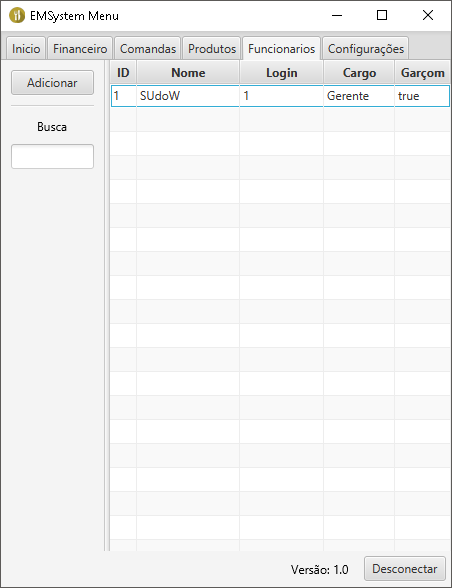 EMSystem Menu
Inicio Financeiro Comandas Produtos Funcionarios Configurações
Adicionar
Busca
ID Nome Login Cargo Garçom
1 SUdoW 1 Gerente true
Versão: 1.0 Desconectar